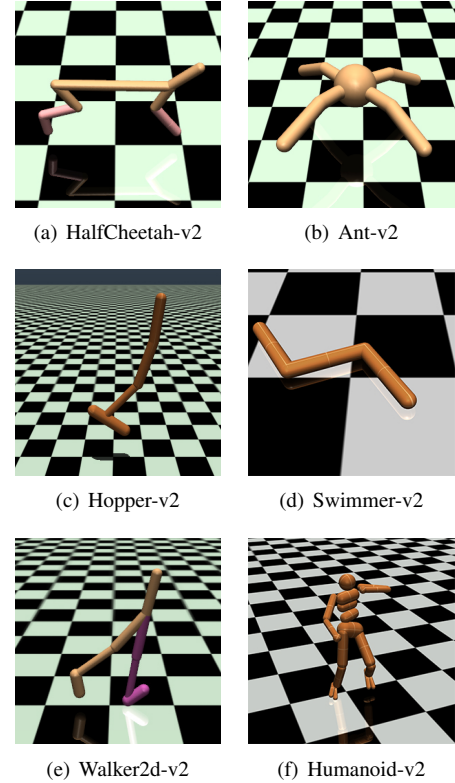 (a) HalfCheetah-v2
(b) Ant-v2
(c) Hopper-v2
(d) Swimmer-v2
(e) Walker2d-v2
(f) Humanoid-v2